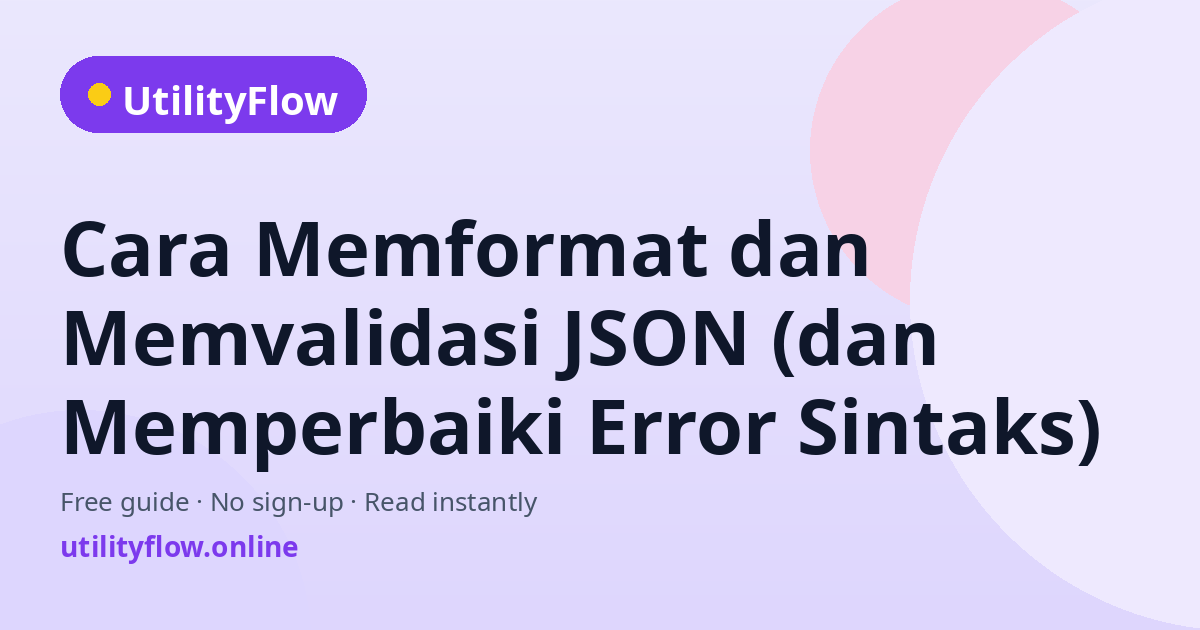 UtilityFlow
Cara Memformat dan
Memvalidasi JSON (dan
Memperbaiki Error Sintaks)
Free guide · No sign-up · Read instantly
utilityflow.online